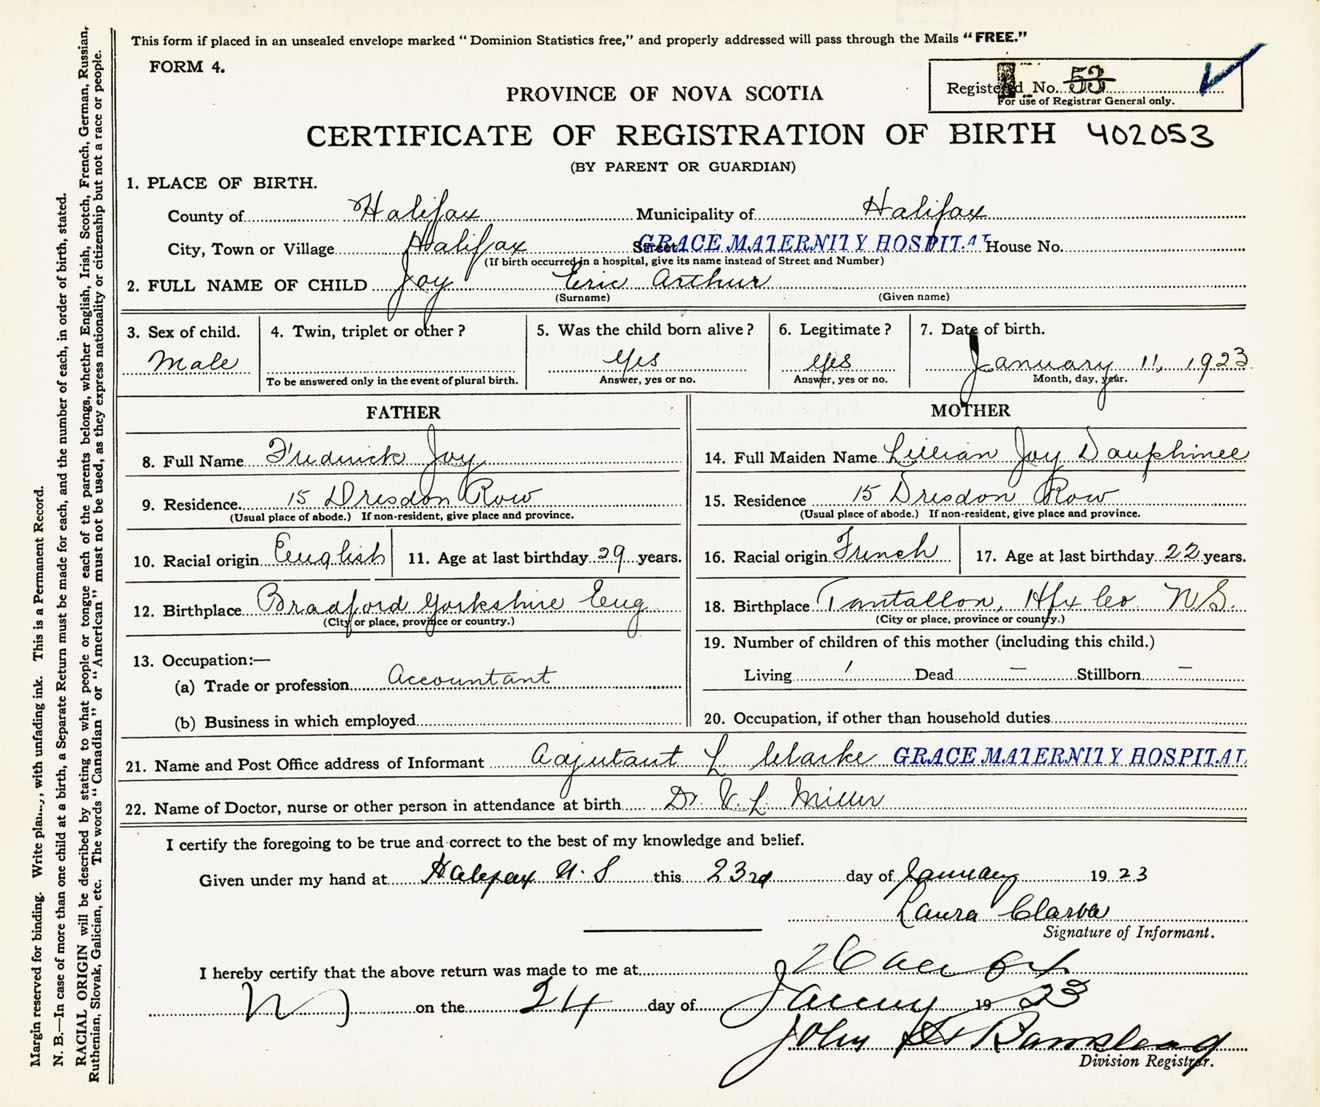 This form if placed in an unsealed envelope marked "Dominion Statistics free," and properly addressed will pass through the Mails "FREE."
FORM 4.
Registered No. 53
For use of Registrar General only.
PROVINCE OF NOVA SCOTIA
CERTIFICATE OF REGISTRATION OF BIRTH 402053
(BY PARENT OR GUARDIAN)
1. PLACE OF BIRTH.
County of Halifax Municipality of Halifax
City, Town or Village Halifax Street GRACE MATERNITY HOSPITAL House No.
(If birth occurred in a hospital, give its name instead of Street and Number)
2. FULL NAME OF CHILD Joy Eric Arthur
(Surname) (Given name)
3. Sex of child. 4. Twin, triplet or other? 5. Was the child born alive? 6. Legitimate? 7. Date of birth.
Male Yes Yes January 11, 1923
To be answered only in the event of plural birth. Answer, yes or no. Answer, yes or no. Month, day, year.
FATHER
8. Full Name Frederick Joy
9. Residence 15 Dresdon Row
(Usual place of abode.) If non-resident, give place and province.
10. Racial origin English 11. Age at last birthday 29 years.
12. Birthplace Bradford Yorkshire Eng
(City or place, province or country.)
13. Occupation:—
(a) Trade or profession Accountant
(b) Business in which employed
MOTHER
14. Full Maiden Name Lillian Joy Dauphinee
15. Residence 15 Dresdon Row
(Usual place of abode.) If non-resident, give place and province.
16. Racial origin French 17. Age at last birthday 22 years.
18. Birthplace Tantallon, Hfx Co. N.S.
(City or place, province or country.)
19. Number of children of this mother (including this child.)
Living 1 Dead — Stillborn —
20. Occupation, if other than household duties
21. Name and Post Office address of Informant Adjutant L Clarke GRACE MATERNITY HOSPITAL
22. Name of Doctor, nurse or other person in attendance at birth Dr. V. L. Miller
I certify the foregoing to be true and correct to the best of my knowledge and belief.
Given under my hand at Halifax N.S this 23rd day of January 1923
Laura Clarke
Signature of Informant.
I hereby certify that the above return was made to me at Halifax
NS on the 24 day of January 1923
John
Division Registrar.
Margin reserved for binding. Write plainly, with unfading ink. This is a Permanent Record.
N. B.—In case of more than one child at a birth, a Separate Return must be made for each, and the number of each, in order of birth, stated.
RACIAL ORIGIN will be described by stating to what people or tongue each of the parents belongs, whether English, Irish, Scotch, French, German, Russian,
Ruthenian, Slovak, Galician, etc. The words "Canadian" or "American" must not be used, as they express nationality or citizenship but not a race or people.